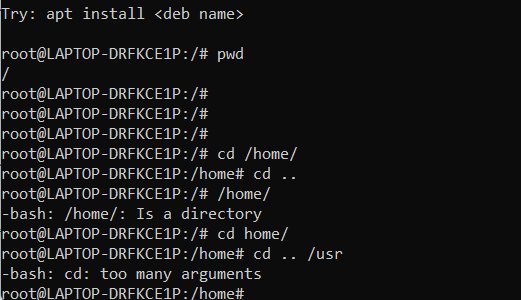 Try: apt install <deb name>
root@LAPTOP-DRFKCE1P:/# pwd
/
root@LAPTOP-DRFKCE1P:/#
root@LAPTOP-DRFKCE1P:/#
root@LAPTOP-DRFKCE1P:/#
root@LAPTOP-DRFKCE1P:/# cd /home/
root@LAPTOP-DRFKCE1P:/home# cd ..
root@LAPTOP-DRFKCE1P:/# /home/
-bash: /home/: Is a directory
root@LAPTOP-DRFKCE1P:/# cd home/
root@LAPTOP-DRFKCE1P:/home# cd .. /usr
-bash: cd: too many arguments
root@LAPTOP-DRFKCE1P:/home#